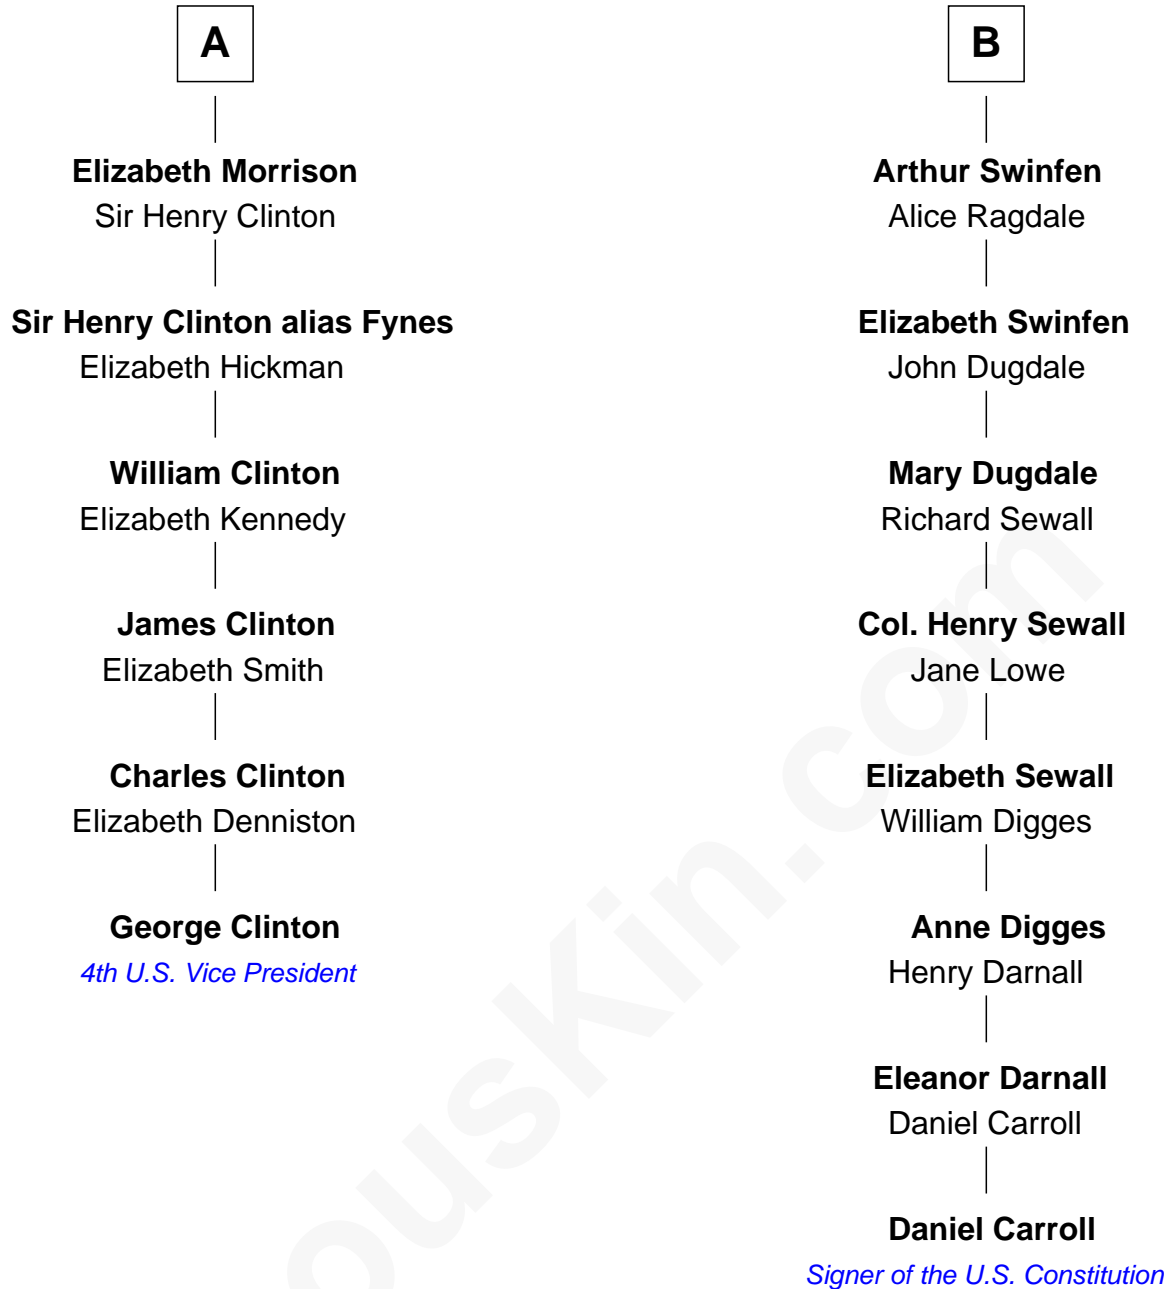 A
Elizabeth Morrison
Sir Henry Clinton
Sir Henry Clinton alias Fynes
Elizabeth Hickman
William Clinton
Elizabeth Kennedy
James Clinton
Elizabeth Smith
Charles Clinton
Elizabeth Denniston
George Clinton
4th U.S. Vice President
B
Arthur Swinfen
Alice Ragdale
Elizabeth Swinfen
John Dugdale
Mary Dugdale
Richard Sewall
Col. Henry Sewall
Jane Lowe
Elizabeth Sewall
William Digges
Anne Digges
Henry Darnall
Eleanor Darnall
Daniel Carroll
Daniel Carroll
Signer of the U.S. Constitution
ousKin.com